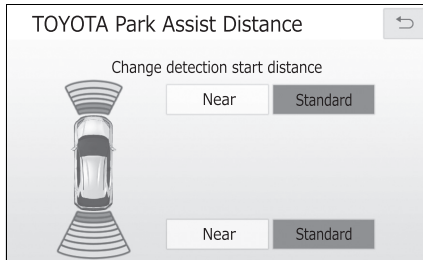 TOYOTA Park Assist Distance
Change detection start distance
Near Standard
Near Standard